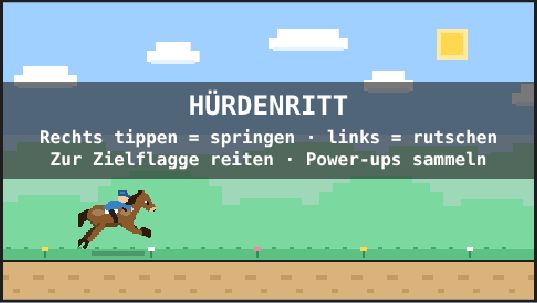 HÜRDENRITT
Rechts tippen = springen · links = rutschen
Zur Zielflagge reiten · Power-ups sammeln